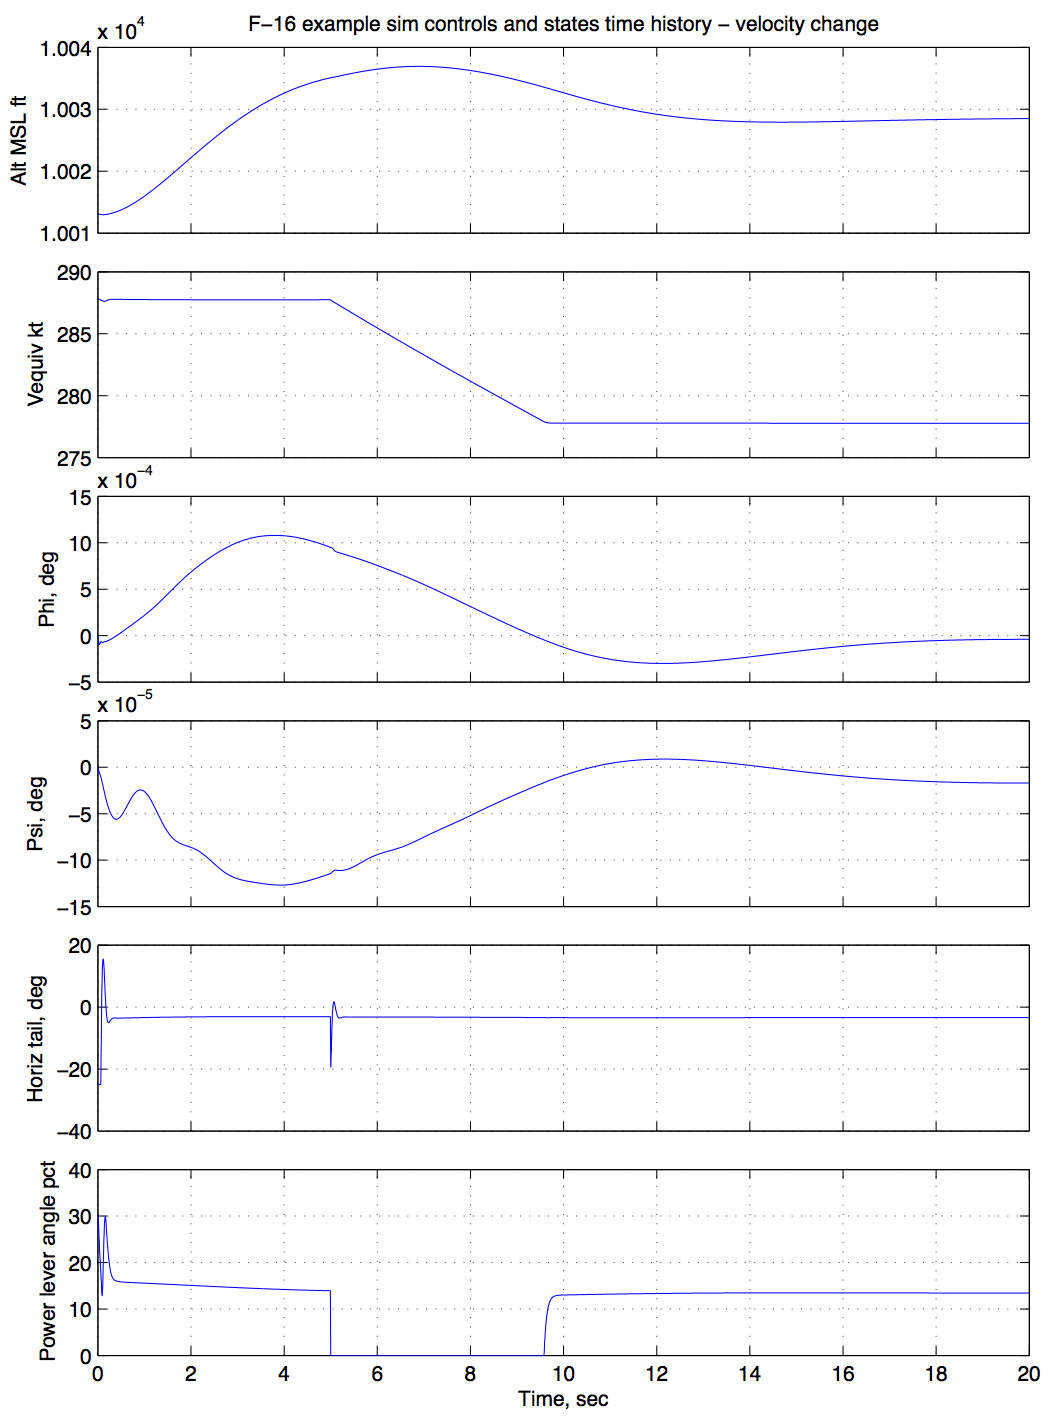 F−16 example sim controls and states time history − velocity change
x 10^4
1.004
1.003
1.002
1.001
Alt MSL ft
290
285
280
275
Vequiv kt
x 10^−4
15
10
5
0
−5
Phi, deg
x 10^−5
5
0
−5
−10
−15
Psi, deg
20
0
−20
−40
Horiz tail, deg
40
30
20
10
0
Power lever angle pct
0 2 4 6 8 10 12 14 16 18 20
Time, sec